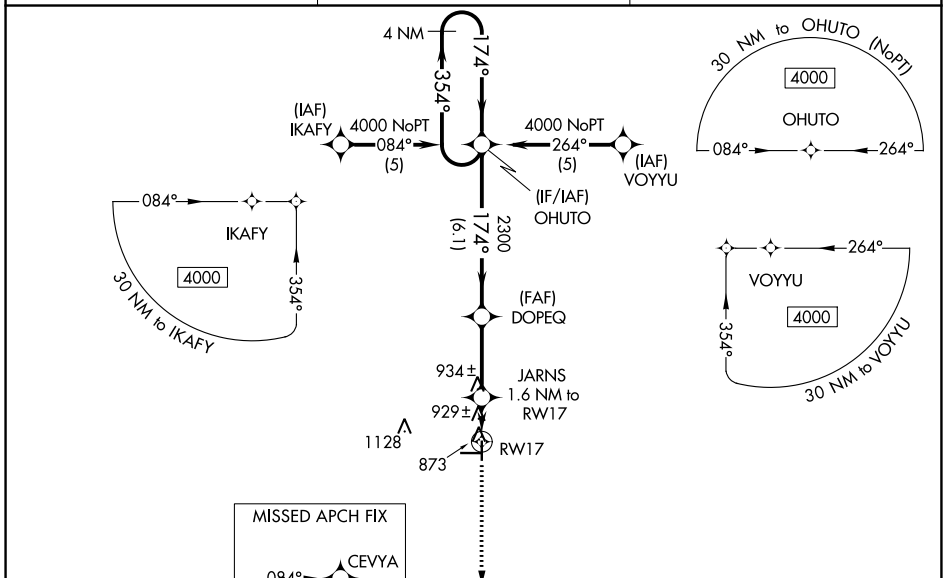 4 NM
174°
354°
(IAF)
IKAFY
4000 NoPT
084°
(5)
4000 NoPT
264°
(5)
(IAF)
VOYYU
(IF/IAF)
OHUTO
2300
174°
(6.1)
(FAF)
DOPEQ
934±
JARNS
1.6 NM to
RW17
929±
1128
873
RW17
30 NM to OHUTO (NoPT)
4000
OHUTO
084°
264°
084°
IKAFY
4000
354°
30 NM to IKAFY
264°
VOYYU
4000
354°
30 NM to VOYYU
MISSED APCH FIX
CEVYA
084°